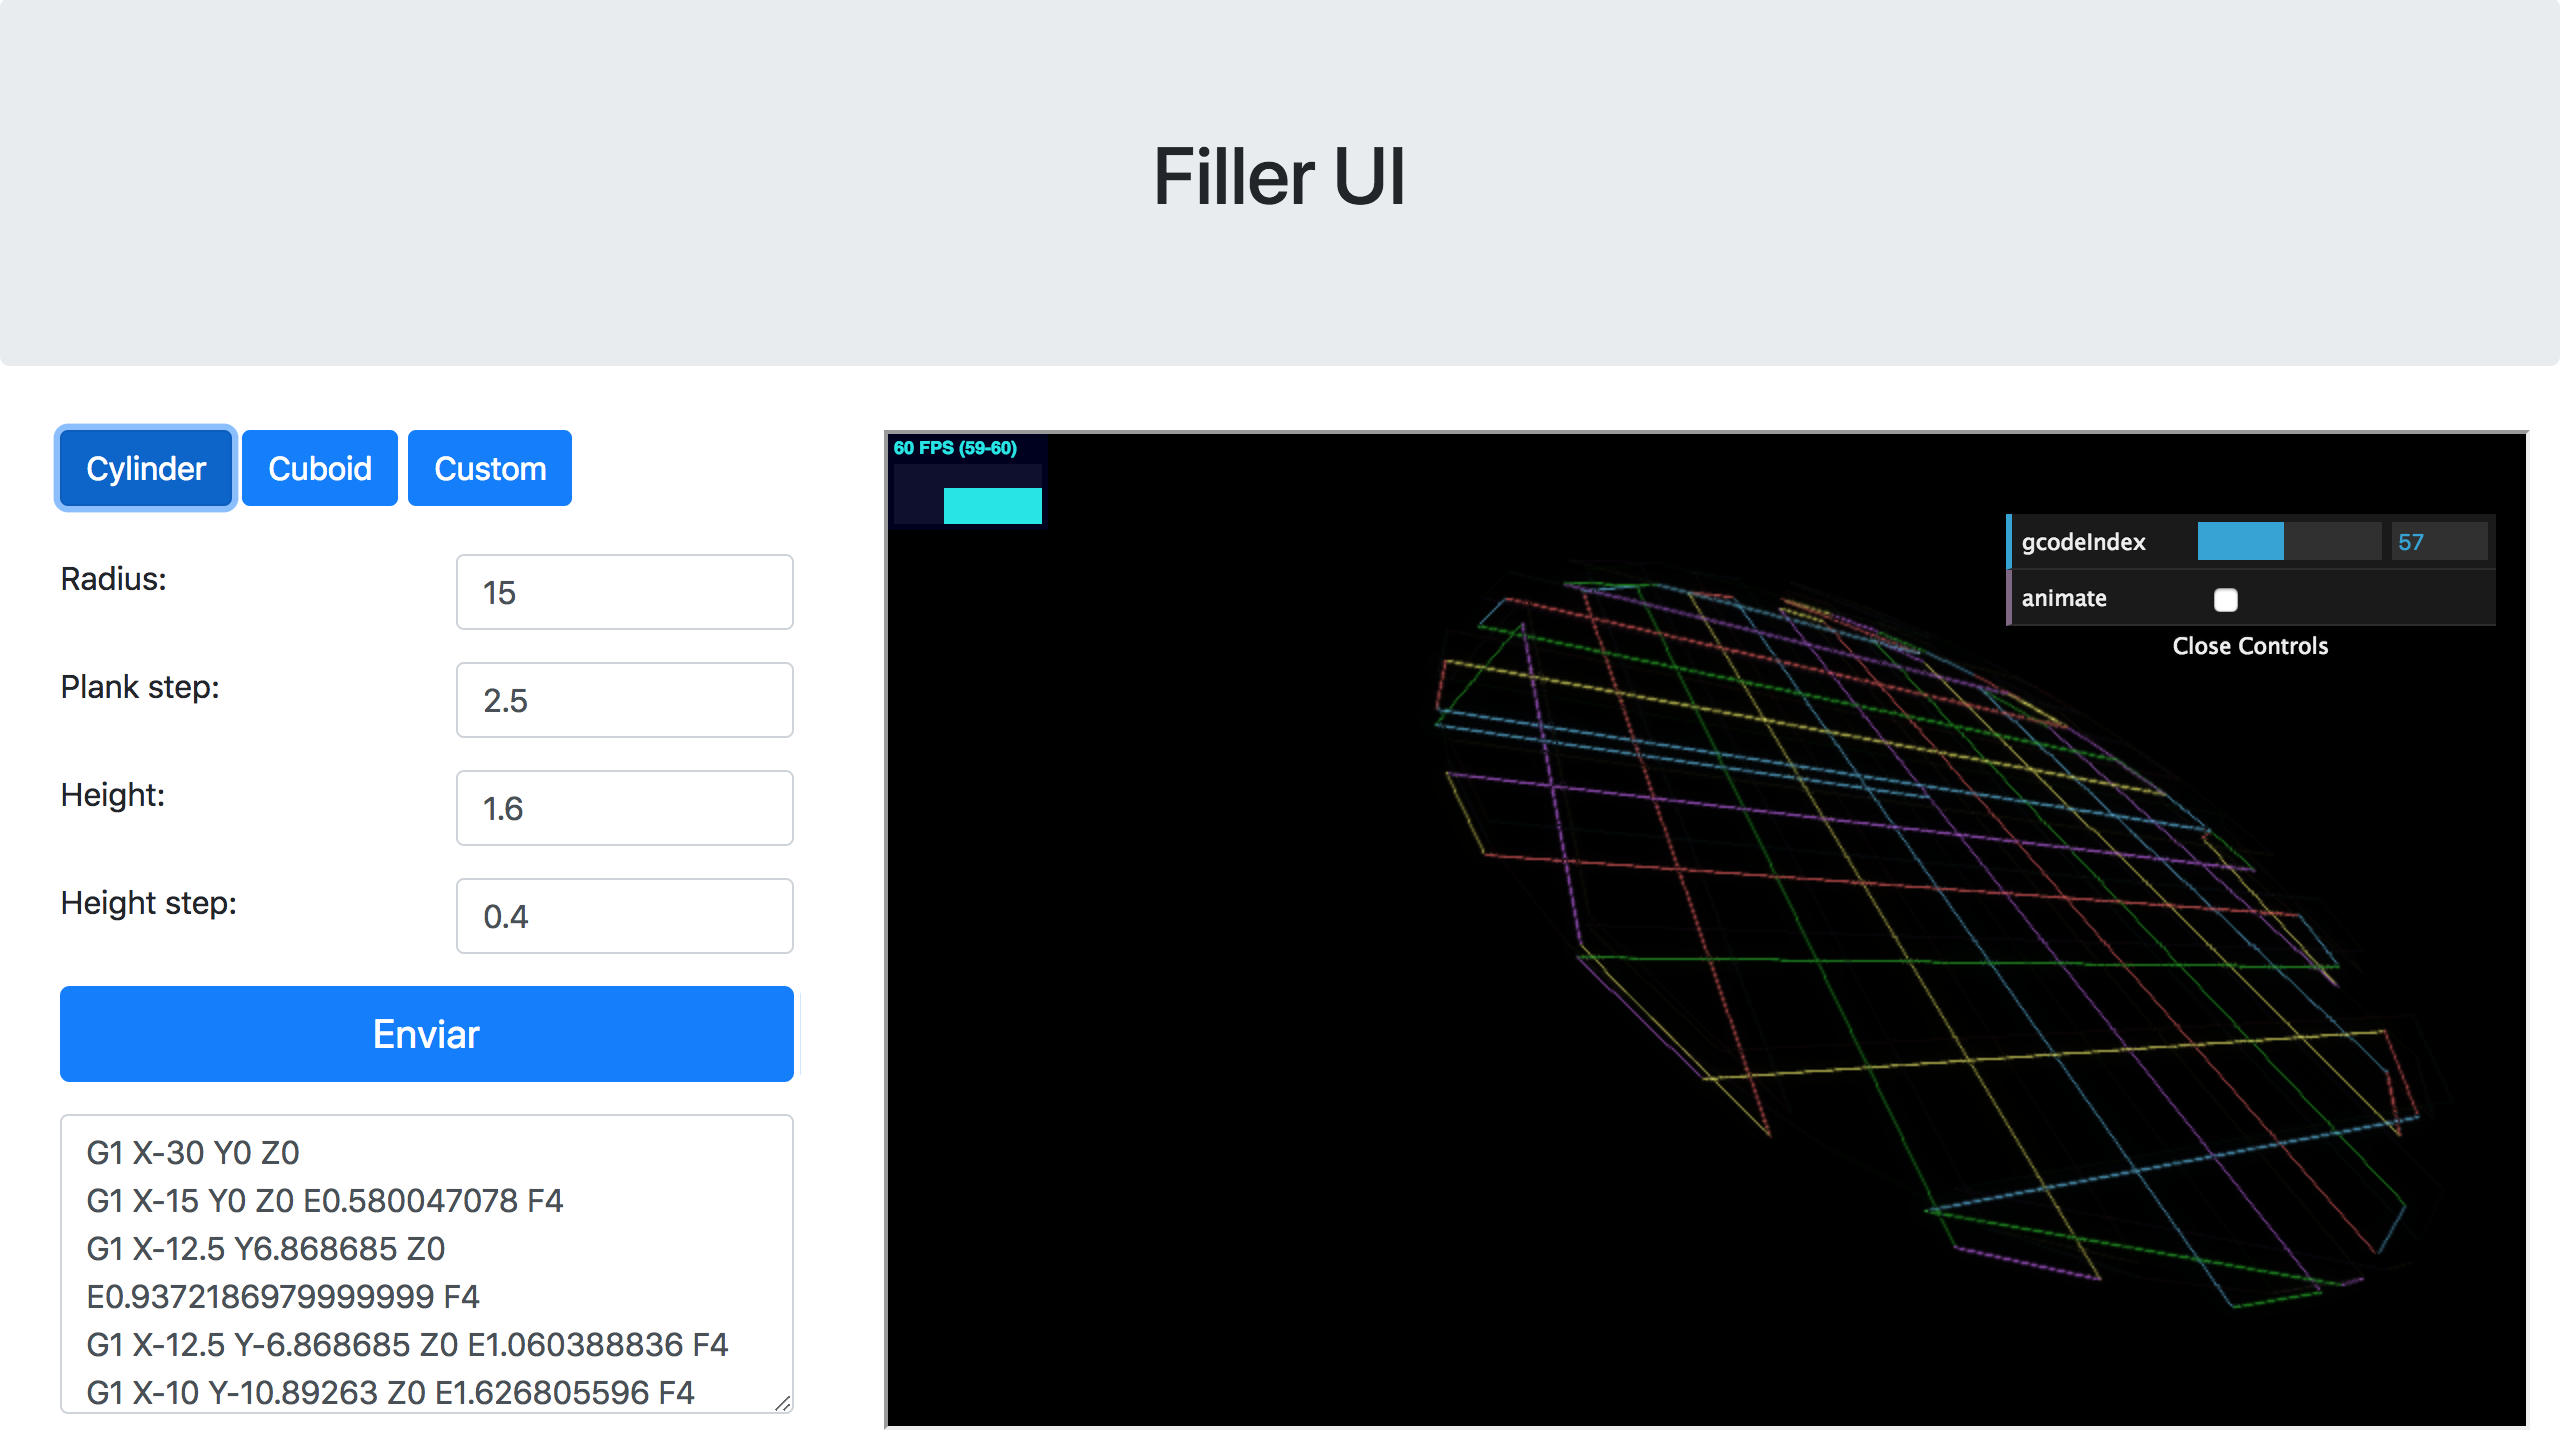 Filler UI
Cylinder Cuboid Custom
Radius: 15
Plank step: 2.5
Height: 1.6
Height step: 0.4
Enviar
G1 X-30 Y0 Z0
G1 X-15 Y0 Z0 E0.580047078 F4
G1 X-12.5 Y6.868685 Z0
E0.9372186979999999 F4
G1 X-12.5 Y-6.868685 Z0 E1.060388836 F4
G1 X-10 Y-10.89263 Z0 E1.626805596 F4
60 FPS (59-60)
gcodeIndex 57
animate
Close Controls